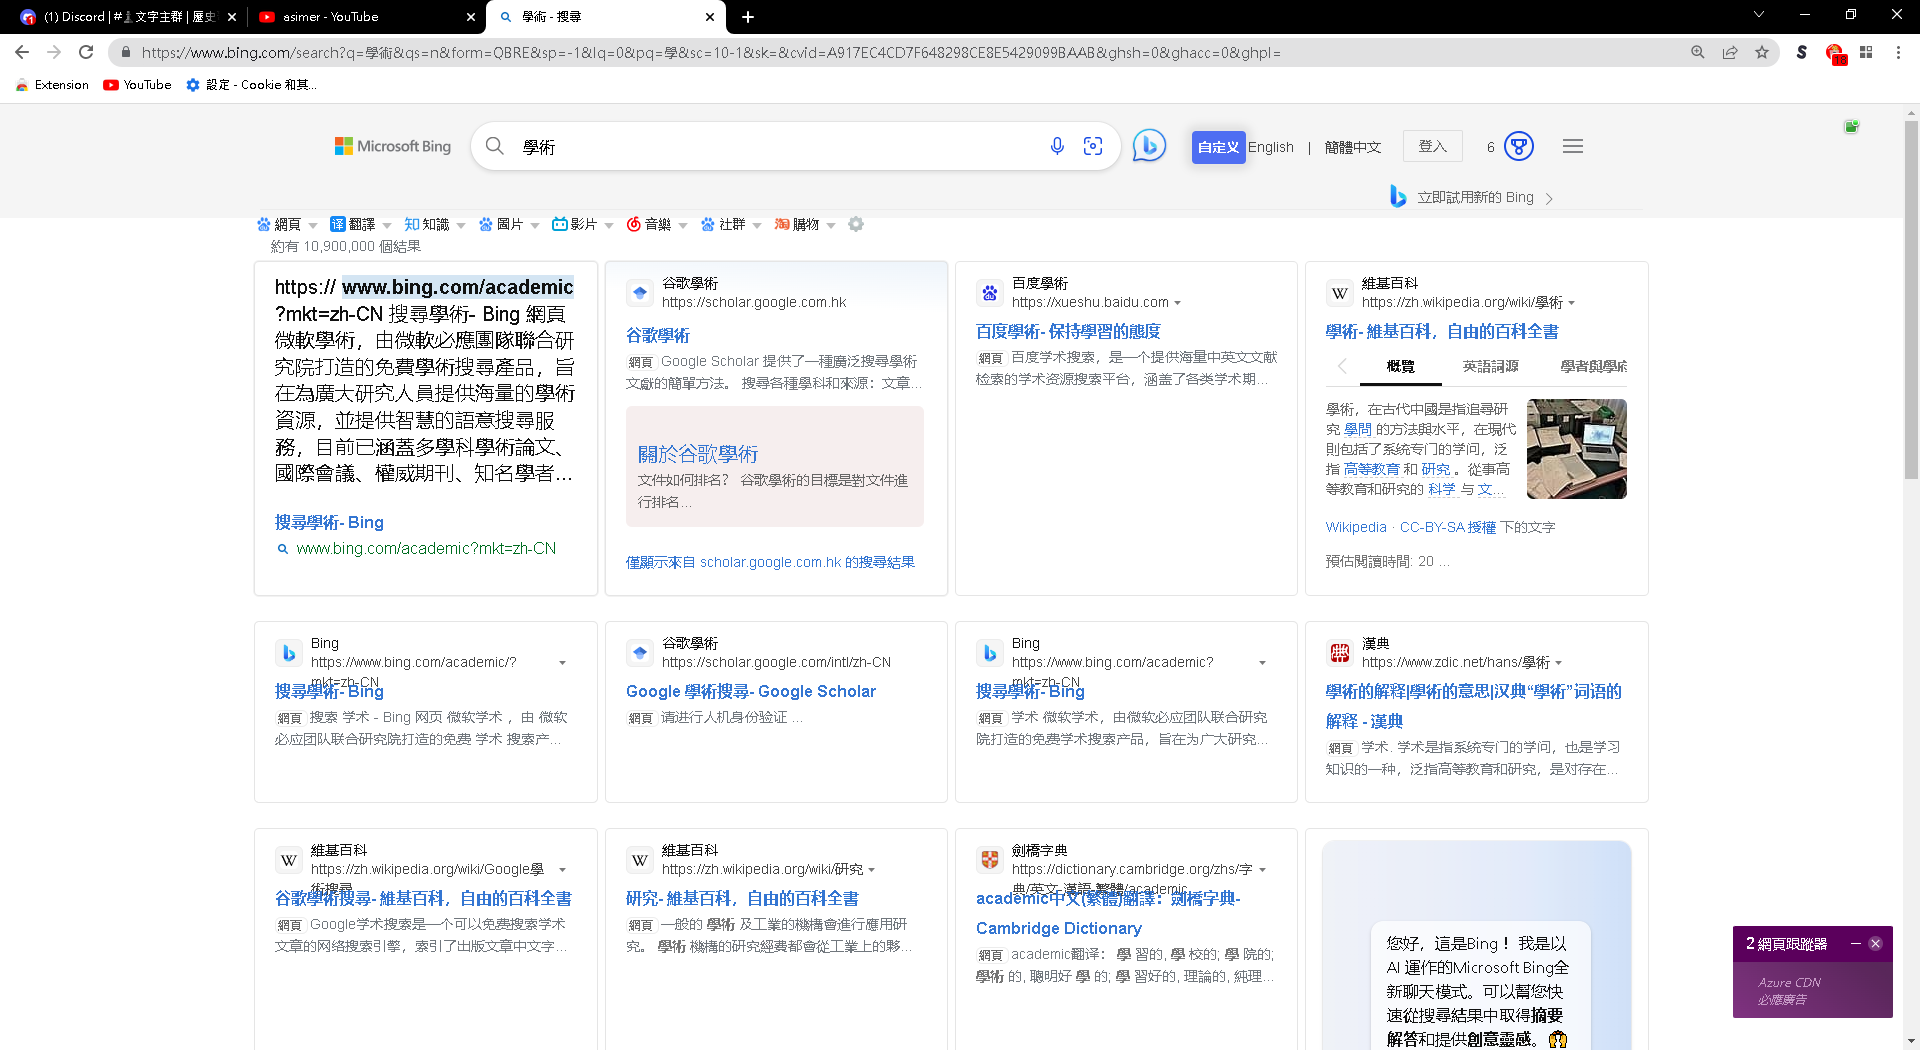 (1) Discord | #文字主群 | 歷史
asimer - YouTube
學術 - 搜尋
https://www.bing.com/search?q=學術&qs=n&form=QBRE&sp=-1&lq=0&pq=學&sc=10-1&sk=&cvid=A917EC4CD7F648298CE8E5429099BAAB&ghsh=0&ghacc=0&ghpl=
Extension
YouTube
設定 - Cookie 和其...
Microsoft Bing
學術
自定义
English | 簡體中文
登入
6
立即試用新的 Bing
網頁
译 翻譯
知 知識
圖片
影片
音樂
社群
淘 購物
約有 10,900,000 個結果
https:// www.bing.com/academic
?mkt=zh-CN 搜尋學術- Bing 網頁
微軟學術，由微軟必應團隊聯合研
究院打造的免費學術搜尋產品，旨
在為廣大研究人員提供海量的學術
資源，並提供智慧的語意搜尋服
務，目前已涵蓋多學科學術論文、
國際會議、權威期刊、知名學者...
搜尋學術- Bing
www.bing.com/academic?mkt=zh-CN
谷歌學術
https://scholar.google.com.hk
谷歌學術
網頁 Google Scholar 提供了一種廣泛搜尋學術
文獻的簡單方法。 搜尋各種學科和來源：文章...
關於谷歌學術
文件如何排名？ 谷歌學術的目標是對文件進
行排名...
僅顯示來自 scholar.google.com.hk 的搜尋結果
百度學術
https://xueshu.baidu.com
百度學術- 保持學習的態度
網頁 百度学术搜索，是一个提供海量中英文文献
检索的学术资源搜索平台，涵盖了各类学术期...
W 維基百科
https://zh.wikipedia.org/wiki/學術
學術- 維基百科，自由的百科全書
概覽
英語詞源
學者與學府
學術，在古代中國是指追尋研
究 學問 的方法與水平，在現代
則包括了系统专门的学问，泛
指 高等教育 和 研究 。從事高
等教育和研究的 科学 与 文...
Wikipedia · CC-BY-SA 授權 下的文字
預估閱讀時間: 20 ...
Bing
https://www.bing.com/academic/?
mkt=zh-CN
搜尋學術- Bing
網頁 搜索 学术 - Bing 网页 微软学术 ，由 微软
必应团队联合研究院打造的免费 学术 搜索产...
谷歌學術
https://scholar.google.com/intl/zh-CN
Google 學術搜尋- Google Scholar
網頁 请进行人机身份验证 ...
Bing
https://www.bing.com/academic?
mkt=zh-CN
搜尋學術- Bing
網頁 学术 微软学术，由微软必应团队联合研究
院打造的免费学术搜索产品，旨在为广大研究...
漢典
https://www.zdic.net/hans/學術
學術的解释|學術的意思|汉典“學術”词语的
解释 - 漢典
網頁 学术. 学术是指系统专门的学问，也是学习
知识的一种，泛指高等教育和研究，是对存在...
W 維基百科
https://zh.wikipedia.org/wiki/Google學
術搜尋
谷歌學術搜尋- 維基百科，自由的百科全書
網頁 Google学术搜索是一个可以免费搜索学术
文章的网络搜索引擎，索引了出版文章中文字...
W 維基百科
https://zh.wikipedia.org/wiki/研究
研究- 維基百科，自由的百科全書
網頁 一般的 學術 及工業的機構會進行應用研
究。 學術 機構的研究經費都會從工業上的夥...
劍橋字典
https://dictionary.cambridge.org/zhs/字
典/英文-漢語-繁體/academic
academic中文(繁體)翻譯：劍橋字典-
Cambridge Dictionary
網頁 academic翻译： 學 習的, 學 校的; 學 院的;
學術 的, 聰明好 學 的; 學 習好的, 理論的, 純理...
您好，這是Bing！ 我是以
AI 運作的Microsoft Bing全
新聊天模式。可以幫您快
速從搜尋結果中取得摘要
解答和提供創意靈感。
2 網頁跟蹤器
Azure CDN
必應廣告